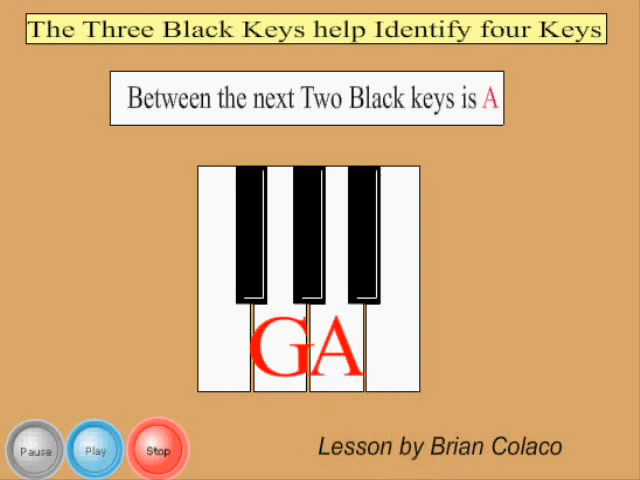 The Three Black Keys help Identify four Keys
Between the next Two Black keys is A
GA
Pause Play Stop
Lesson by Brian Colaco